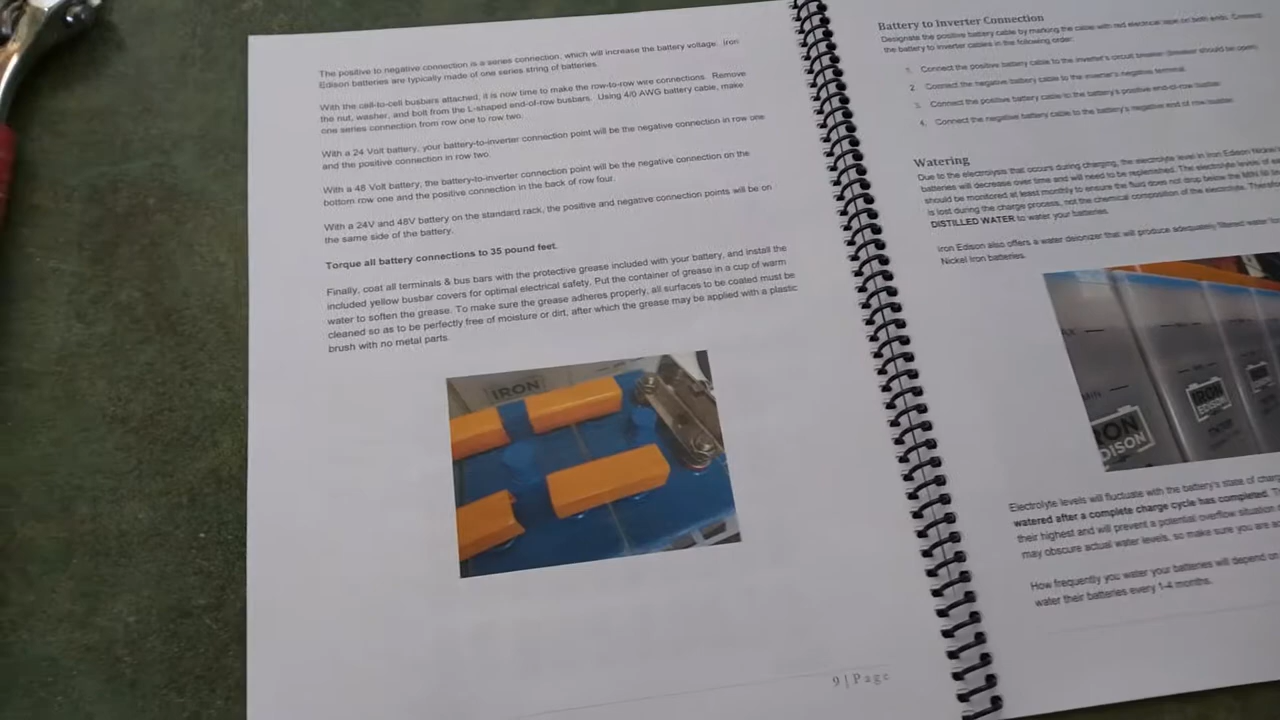 The positive to negative connection is a series connection, which will increase the battery voltage. Iron
Edison batteries are typically made of one series string of batteries.
With the cell-to-cell busbars attached, it is now time to make the row-to-row wire connections. Remove
the nut, washer, and bolt from the L-shaped end-of-row busbars. Using 4/0 AWG battery cable, make
one series connection from row one to row two.
With a 24 Volt battery, your battery-to-inverter connection point will be the negative connection in row one
and the positive connection in row two.
With a 48 Volt battery, the battery-to-inverter connection point will be the negative connection on the
bottom row one and the positive connection in the back of row four.
With a 24V and 48V battery on the standard rack, the positive and negative connection points will be on
the same side of the battery.
Torque all battery connections to 35 pound feet.
Finally, coat all terminals & bus bars with the protective grease included with your battery, and install the
included yellow busbar covers for optimal electrical safety. Put the container of grease in a cup of warm
water to soften the grease. To make sure the grease adheres properly, all surfaces to be coated must be
cleaned so as to be perfectly free of moisture or dirt, after which the grease may be applied with a plastic
brush with no metal parts.
IRON
9 | Page
Battery to Inverter Connection
Designate the positive battery cable by marking the cable with red electrical tape on both ends. Connect
the battery to inverter cables in the following order:
1. Connect the positive battery cable to the inverter's circuit breaker (breaker should be open)
2. Connect the negative battery cable to the inverter's negative terminal.
3. Connect the positive battery cable to the battery's positive end-of-row busbar.
4. Connect the negative battery cable to the battery's negative end of row busbar.
Watering
Due to the electrolysis that occurs during charging, the electrolyte level in Iron Edison Nickel
batteries will decrease over time and will need to be replenished. The electrolyte levels of
should be monitored at least monthly to ensure the fluid does not drop below the MIN fill
is lost during the charge process, not the chemical composition of the electrolyte. Therefore
DISTILLED WATER to water your batteries.
Iron Edison also offers a water deionizer that will produce adequately filtered water
Nickel Iron batteries.
MIN
IRON
EDISON
IRON
EDISON
Electrolyte levels will fluctuate with the battery's state of
watered after a complete charge cycle has completed.
their highest and will prevent a potential overflow situation
may obscure actual water levels, so make sure you are
How frequently you water your batteries will depend on
water their batteries every 1-4 months.